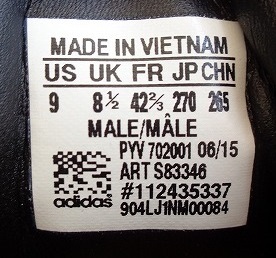 MADE IN VIETNAM
US UK FR JP CHN
9 8½ 42⅔ 270 265
MALE/MÂLE
PYV 702001 06/15
ART S83346
#112435337
adidas
904LJ1NM00084